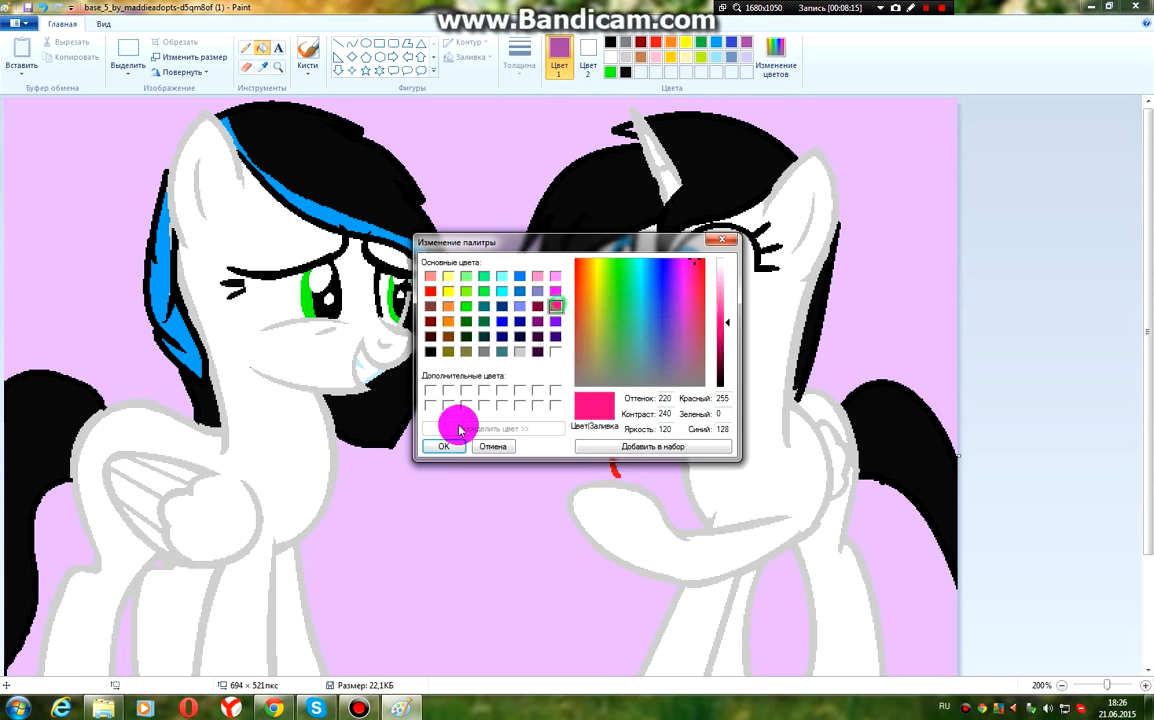 base_5_by_maddieadopts-d5qm8of (1) - Paint
www.Bandicam.com
1680x1050
Запись [00:08:15]
Главная
Вид
Вставить
Вырезать
Копировать
Буфер обмена
Выделить
Обрезать
Изменить размер
Повернуть
Изображение
A
Инструменты
Кисти
Контур
Заливка
Фигуры
Толщина
Цвет 1
Цвет 2
Изменение цветов
Цвета
Изменение палитры
Основные цвета:
Дополнительные цвета:
цвет >>
OK
Отмена
Оттенок: 220
Красный: 255
Контраст: 240
Зеленый: 0
Яркость: 120
Синий: 128
Цвет|Заливка
Добавить в набор
694 × 521пкс
Размер: 22,1КБ
200%
RU
18:26
21.06.2015